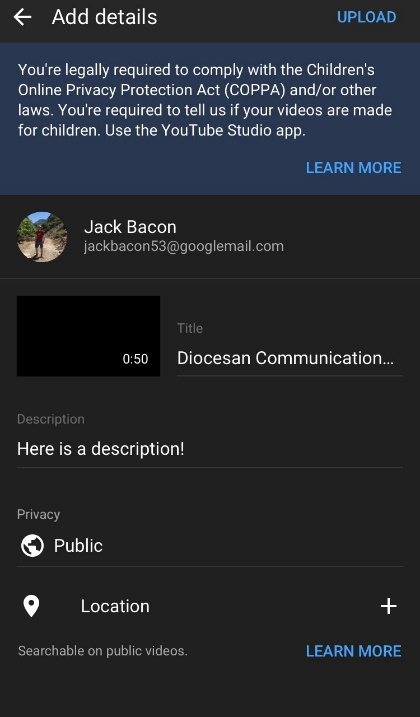 Add details
UPLOAD
You're legally required to comply with the Children's
Online Privacy Protection Act (COPPA) and/or other
laws. You're required to tell us if your videos are made
for children. Use the YouTube Studio app.
LEARN MORE
Jack Bacon
jackbacon53@googlemail.com
0:50
Title
Diocesan Communication...
Description
Here is a description!
Privacy
Public
Location
Searchable on public videos.
LEARN MORE